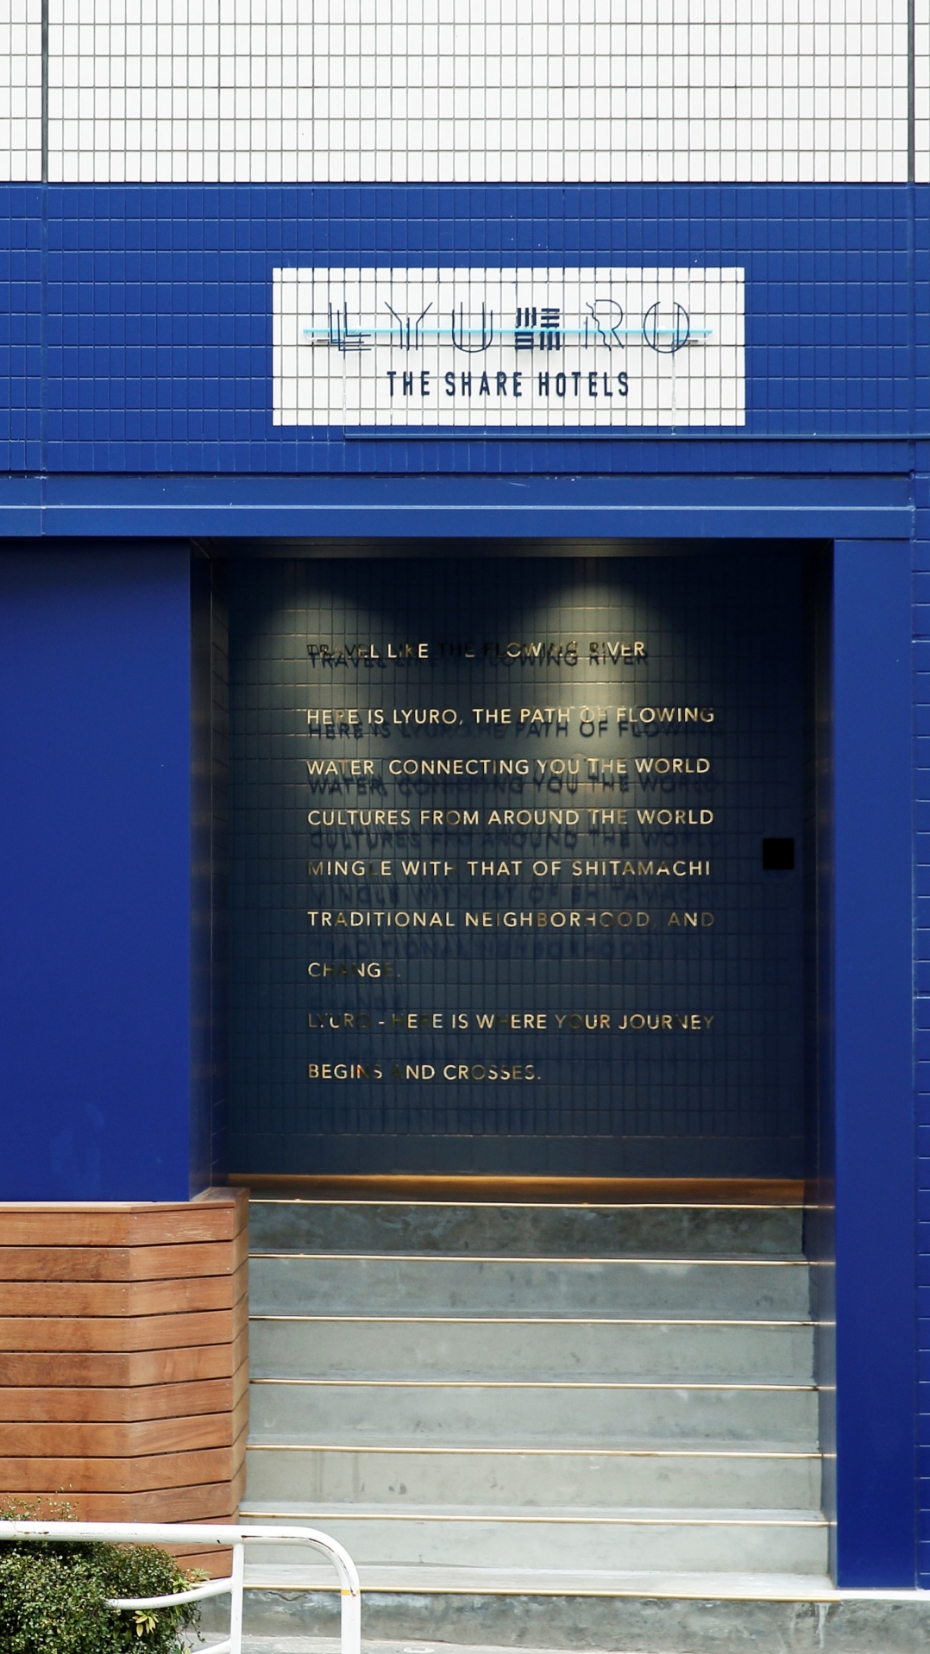 LYURO
THE SHARE HOTELS
TRAVEL LIKE THE FLOWING RIVER
HERE IS LYURO, THE PATH OF FLOWING
WATER, CONNECTING YOU THE WORLD
CULTURES FROM AROUND THE WORLD
MINGLE WITH THAT OF SHITAMACHI
TRADITIONAL NEIGHBORHOOD, AND
CHANGE.
LYURO - HERE IS WHERE YOUR JOURNEY
BEGINS AND CROSSES.